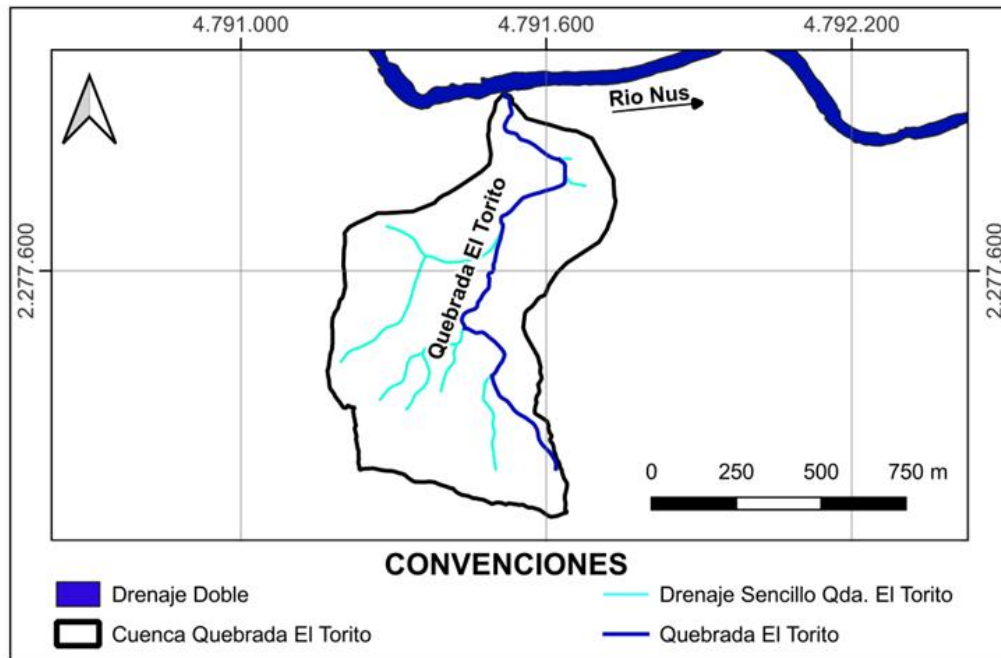 4.791.000 4.791.600 4.792.200
Rio Nus
Quebrada El Torito
2.277.600 2.277.600
0 250 500 750 m
CONVENCIONES
Drenaje Doble Drenaje Sencillo Qda. El Torito
Cuenca Quebrada El Torito Quebrada El Torito